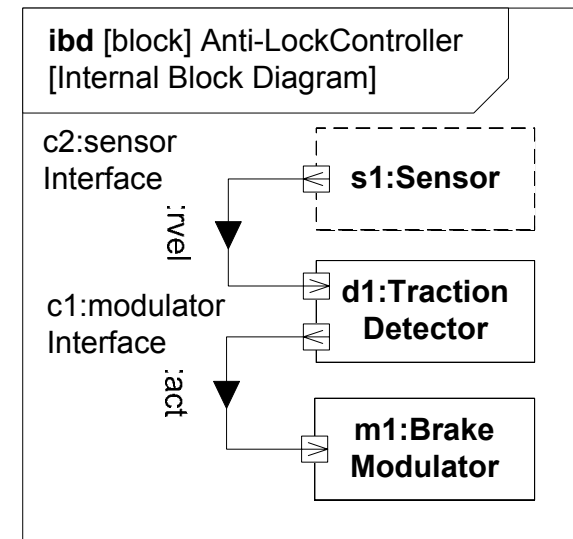 ibd [block] Anti-LockController
[Internal Block Diagram]
c2:sensor
Interface
s1:Sensor
:rvel
d1:Traction
Detector
c1:modulator
Interface
:act
m1:Brake
Modulator